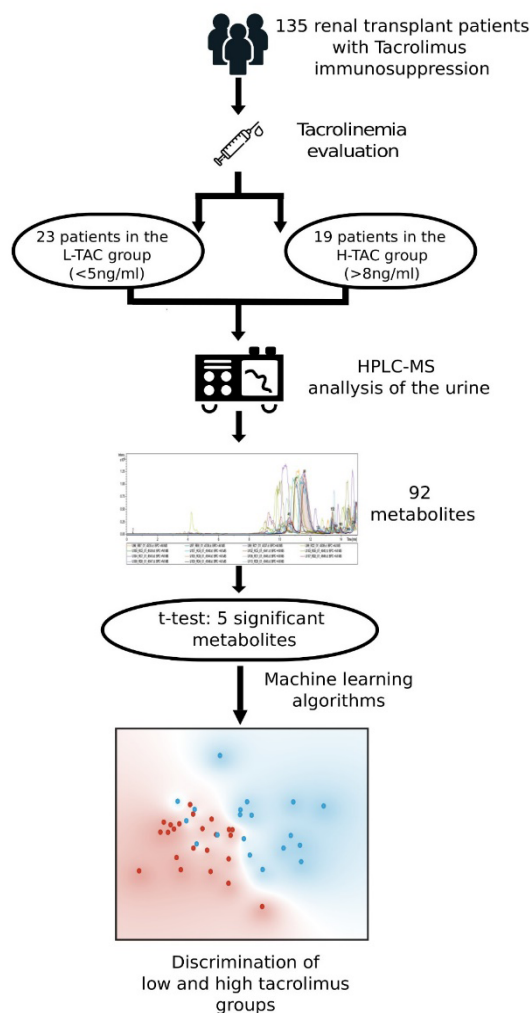 135 renal transplant patients
with Tacrolimus
immunosuppression
Tacrolinemia
evaluation
23 patients in the
L-TAC group
(<5ng/ml)
19 patients in the
H-TAC group
(>8ng/ml)
HPLC-MS
anallysis of the urine
92
metabolites
t-test: 5 significant
metabolites
Machine learning
algorithms
Discrimination of
low and high tacrolimus
groups